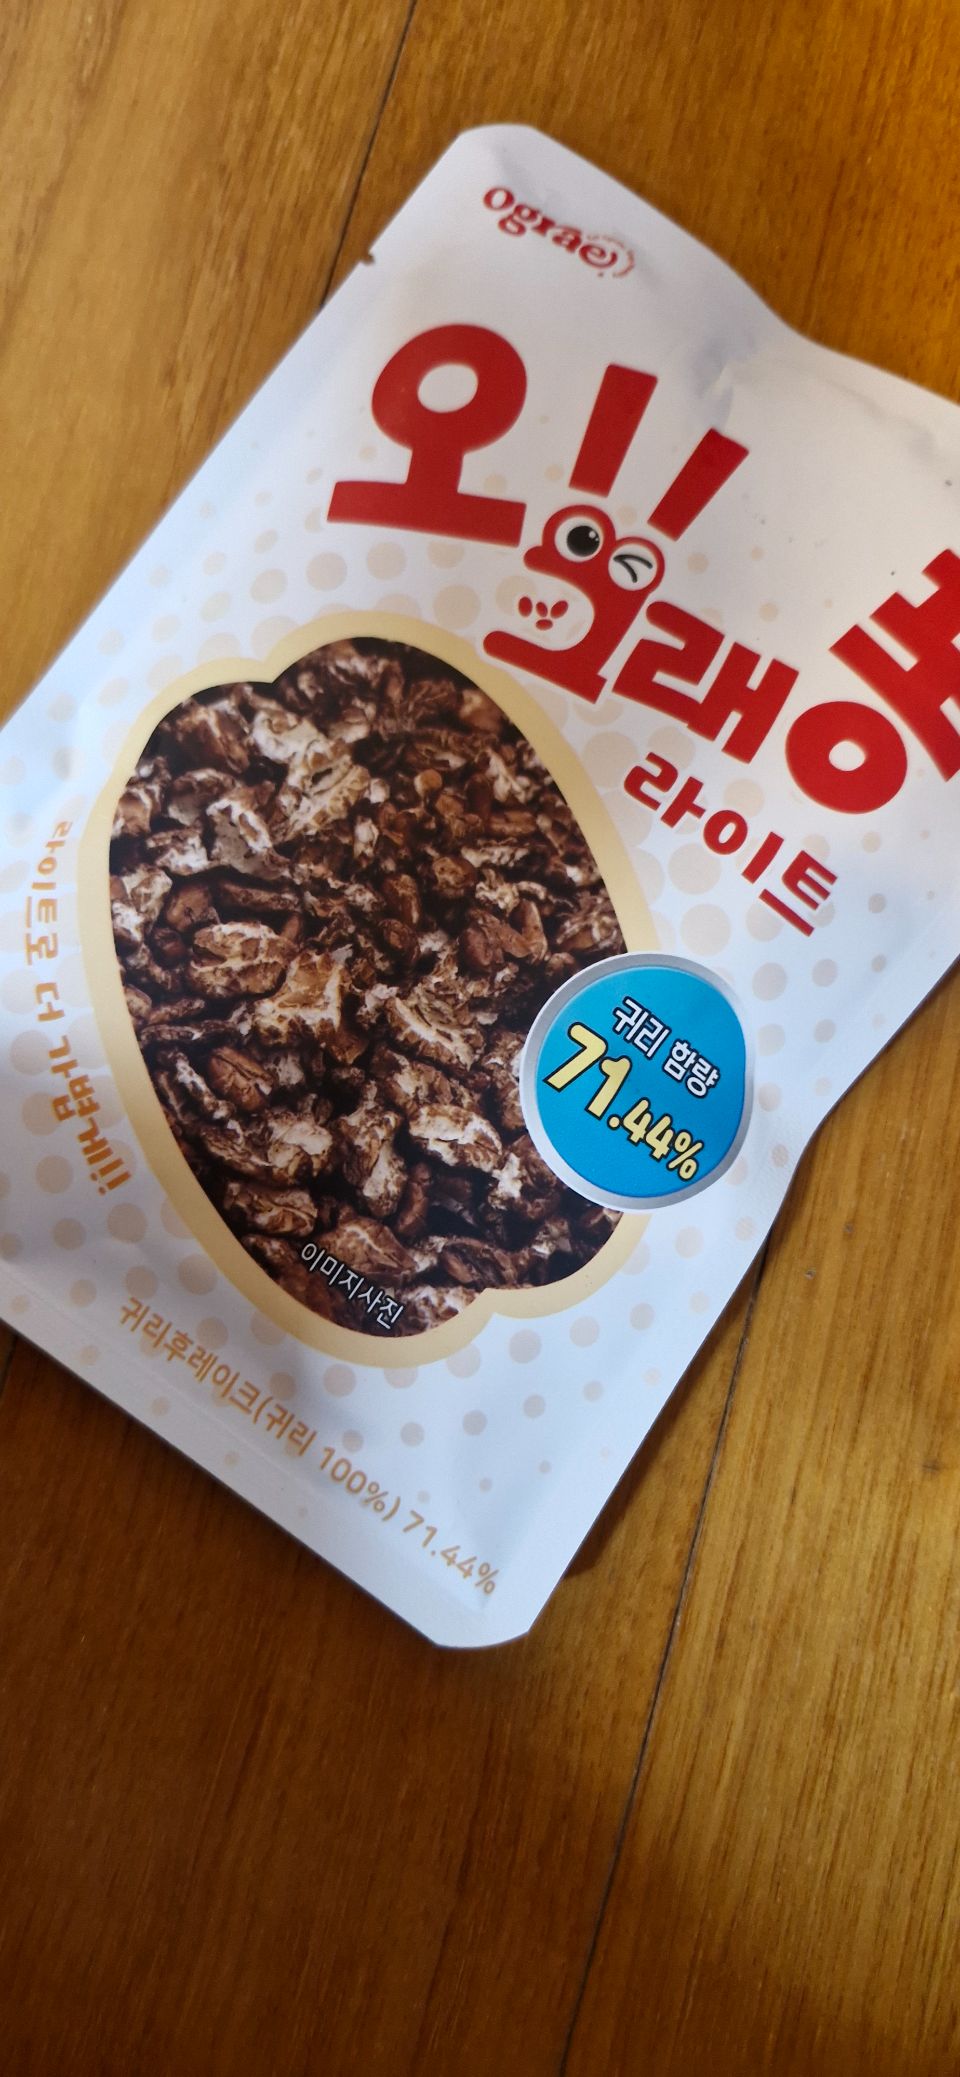 Ograe
오!!
그래놀
라이트
라이트로 더 가볍게!!!
귀리 함량
71.44%
이미지사진
귀리후레이크(귀리 100%) 71.44%